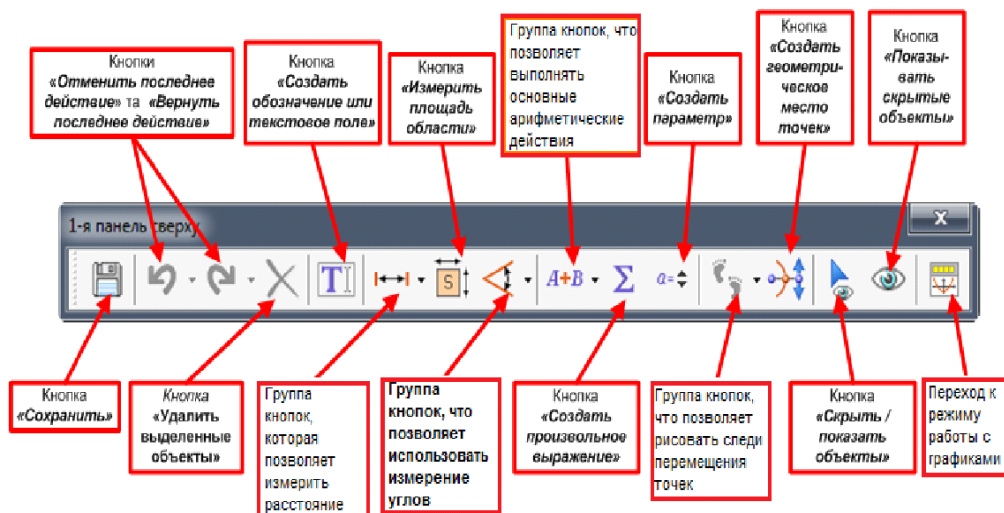 Кнопки
«Отменить последнее
действие» та «Вернуть
последнее действие»
Кнопка
«Создать
обозначение или
текстовое поле»
Кнопка
«Измерить
площадь
области»
Группа кнопок, что
позволяет
выполнять
основные
арифметические
действия
Кнопка
«Создать
параметр»
Кнопка
«Создать
геометри-
ческое
место
точек»
Кнопка
«Показы-
вать
скрытые
объекты»
1-я панель сверху
x
T
S
A+B
Σ
a=
Кнопка
«Сохранить»
Кнопка
«Удалить
выделенные
объекты»
Группа
кнопок,
которая
позволяет
измерить
расстояние
Группа
кнопок, что
позволяет
использовать
измерение
углов
Кнопка
«Создать
произвольное
выражение»
Группа кнопок,
что позволяет
рисовать следи
перемещения
точек
Кнопка
«Скрыть /
показать
объекты»
Переход к
режиму
работы с
графиками